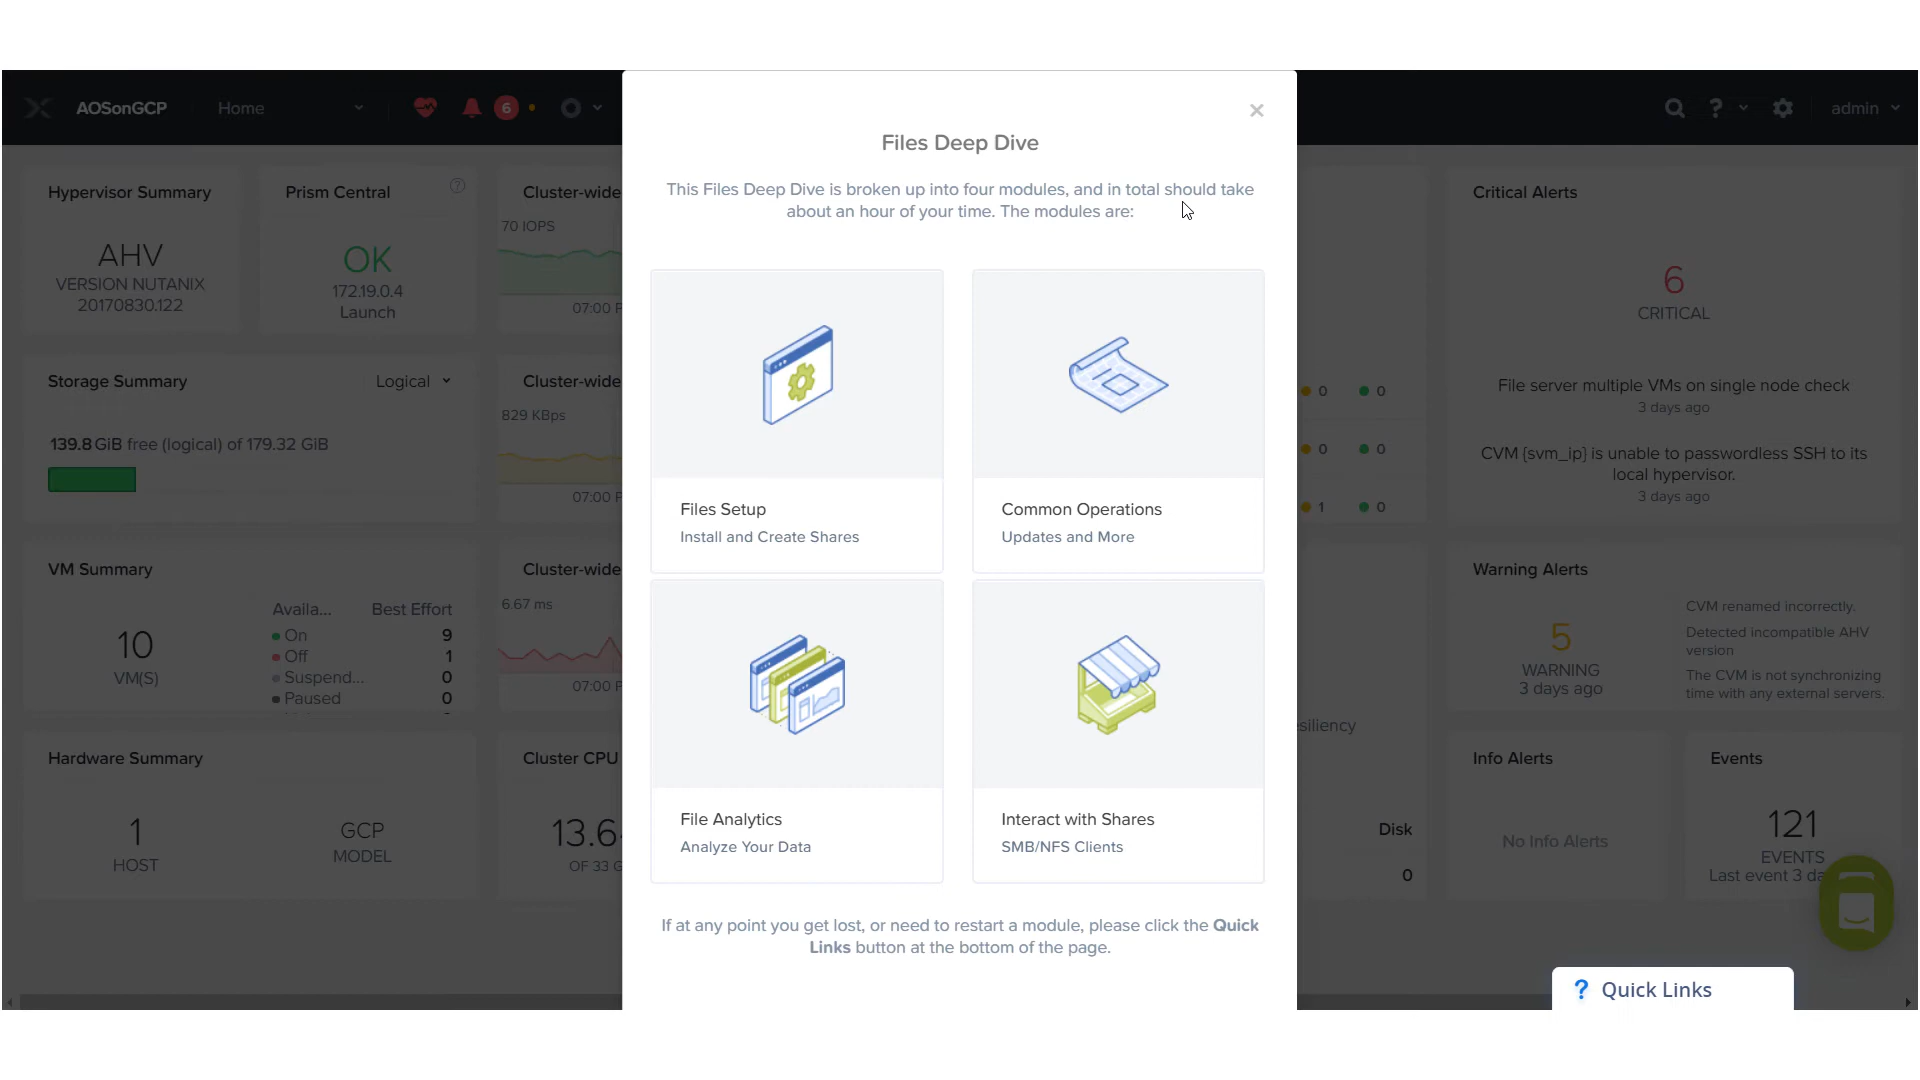 AOSonGCP
Home
6
?
admin
Files Deep Dive
This Files Deep Dive is broken up into four modules, and in total should take
about an hour of your time. The modules are:
Files Setup
Install and Create Shares
Common Operations
Updates and More
File Analytics
Analyze Your Data
Interact with Shares
SMB/NFS Clients
If at any point you get lost, or need to restart a module, please click the Quick
Links button at the bottom of the page.
Hypervisor Summary
AHV
VERSION NUTANIX
20170830.122
Prism Central
?
OK
172.19.0.4
Launch
Cluster-wide
70 IOPS
07:00
Storage Summary
Logical
139.8 GiB free (logical) of 179.32 GiB
Cluster-wide
829 KBps
07:00
VM Summary
10
VM(S)
Availa... Best Effort
On 9
Off 1
Suspend... 0
Paused 0
Cluster-wide
6.67 ms
07:00
Hardware Summary
1
HOST
GCP
MODEL
Cluster CPU
13.6
OF 33 G
0 0
0 0
1 0
siliency
Disk
0
Critical Alerts
6
CRITICAL
File server multiple VMs on single node check
3 days ago
CVM {svm_ip} is unable to passwordless SSH to its
local hypervisor.
3 days ago
Warning Alerts
5
WARNING
3 days ago
CVM renamed incorrectly.
Detected incompatible AHV
version
The CVM is not synchronizing
time with any external servers.
Info Alerts
No Info Alerts
Events
121
EVENTS
Last event 3 da
? Quick Links